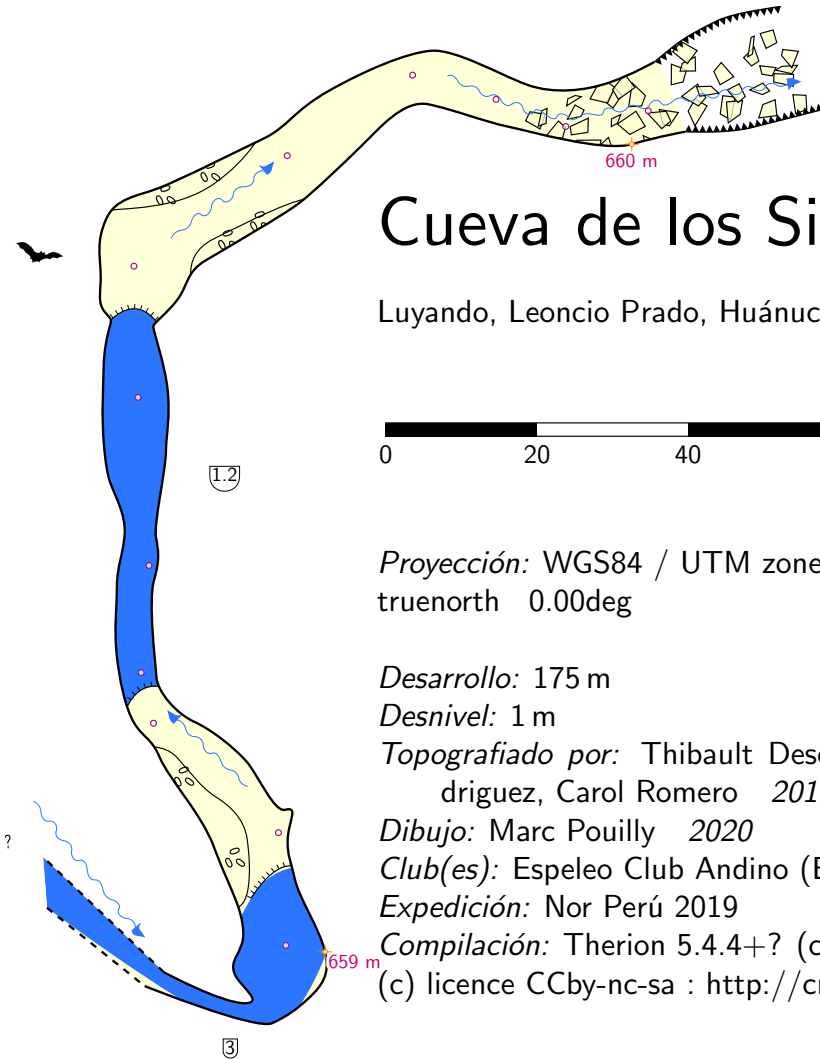 660 m
Cueva de los Si
Luyando, Leoncio Prado, Huánuc
0 20 40
1.2
Proyección: WGS84 / UTM zone
truenorth 0.00deg
Desarrollo: 175 m
Desnivel: 1 m
Topografiado por: Thibault Desc
driguez, Carol Romero 201
?
Dibujo: Marc Pouilly 2020
Club(es): Espeleo Club Andino (E
Expedición: Nor Perú 2019
Compilación: Therion 5.4.4+? (c
659 m
(c) licence CCby-nc-sa : http://cr
3